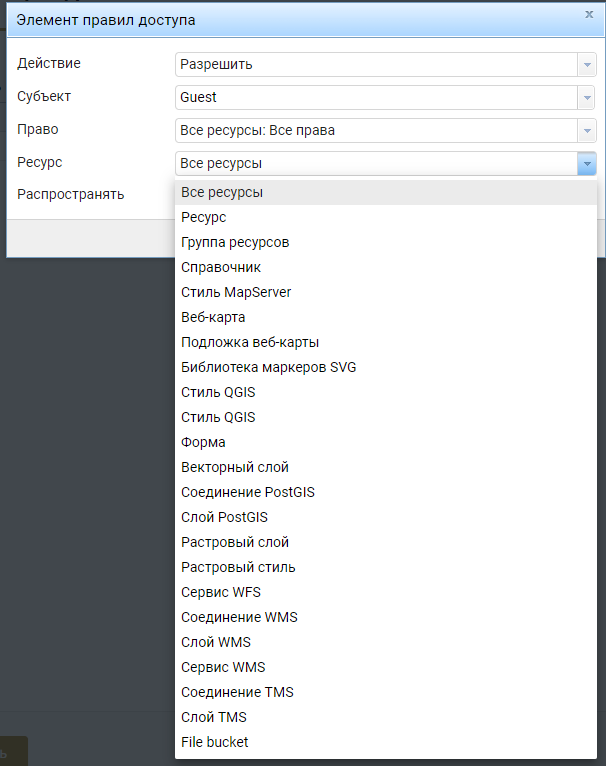 Элемент правил доступа
x
Действие Разрешить
Субъект Guest
Право Все ресурсы: Все права
Ресурс Все ресурсы
Распространять
Все ресурсы
Ресурс
Группа ресурсов
Справочник
Стиль MapServer
Веб-карта
Подложка веб-карты
Библиотека маркеров SVG
Стиль QGIS
Стиль QGIS
Форма
Векторный слой
Соединение PostGIS
Слой PostGIS
Растровый слой
Растровый стиль
Сервис WFS
Соединение WMS
Слой WMS
Сервис WMS
Соединение TMS
Слой TMS
File bucket